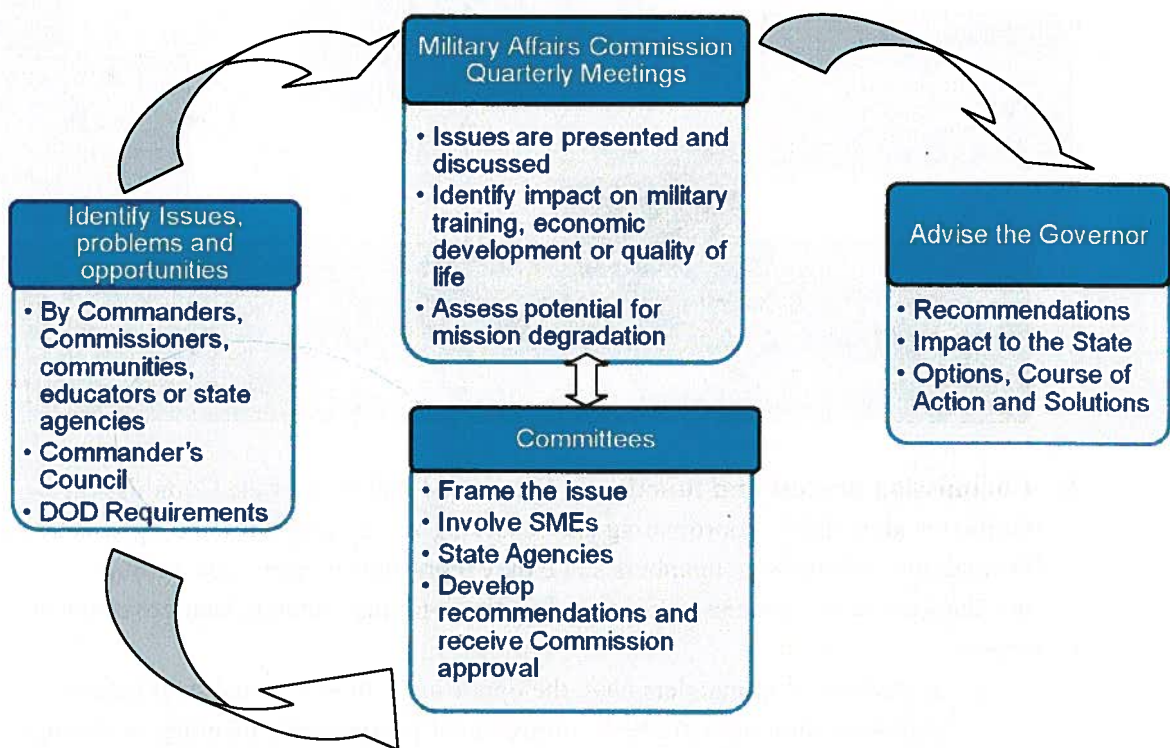 Military Affairs Commission
Quarterly Meetings
• Issues are presented and
discussed
• Identify impact on military
training, economic
development or quality of
life
• Assess potential for
mission degradation
Identify Issues,
problems and
opportunities
• By Commanders,
Commissioners,
communities,
educators or state
agencies
• Commander's
Council
• DOD Requirements
Advise the Governor
• Recommendations
• Impact to the State
• Options, Course of
Action and Solutions
Committees
• Frame the issue
• Involve SMEs
• State Agencies
• Develop
recommendations and
receive Commission
approval